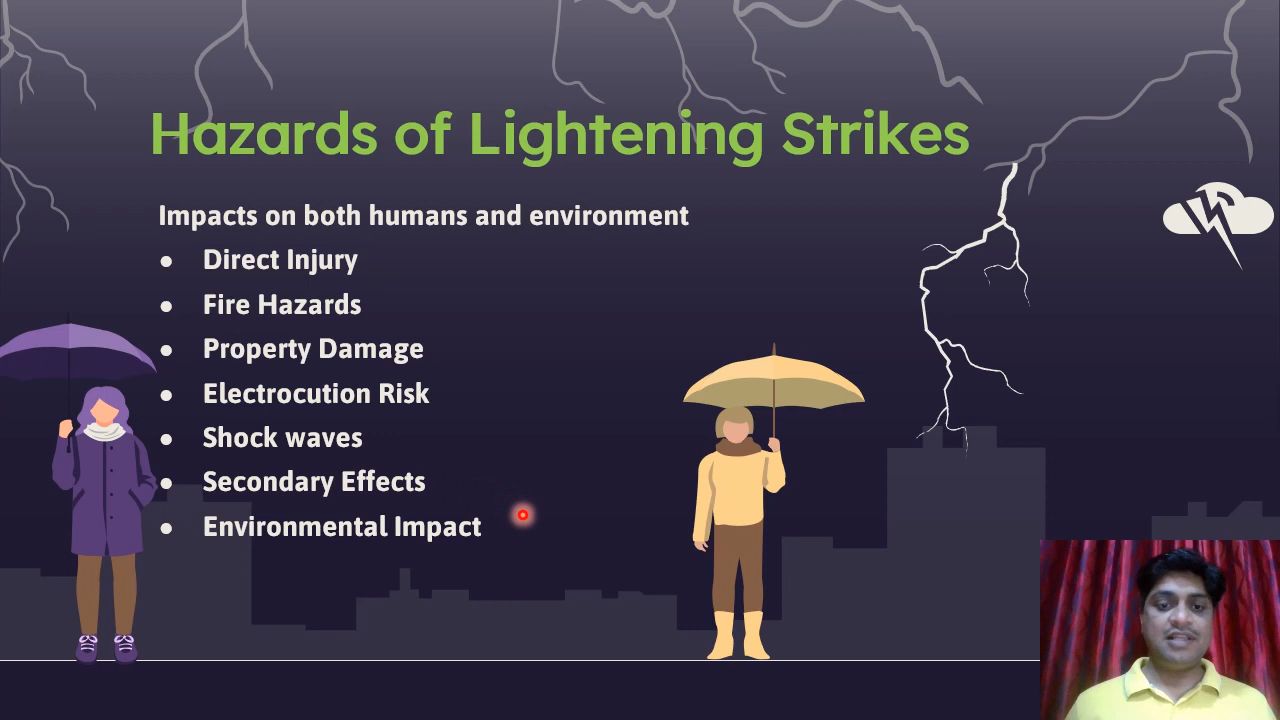 Hazards of Lightening Strikes
Impacts on both humans and environment
● Direct Injury
● Fire Hazards
● Property Damage
● Electrocution Risk
● Shock waves
● Secondary Effects
● Environmental Impact